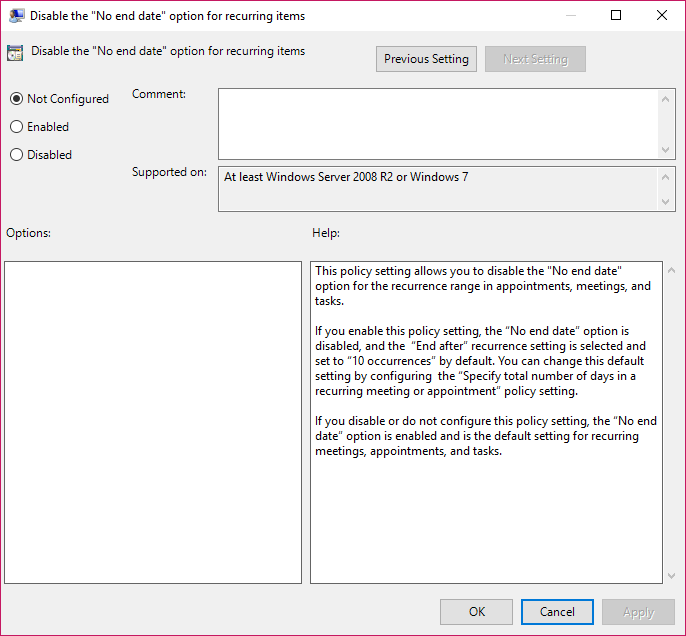 Disable the "No end date" option for recurring items
Disable the "No end date" option for recurring items
Previous Setting
Next Setting
Not Configured
Comment:
Enabled
Disabled
Supported on:
At least Windows Server 2008 R2 or Windows 7
Options:
Help:
This policy setting allows you to disable the "No end date"
option for the recurrence range in appointments, meetings, and
tasks.
If you enable this policy setting, the “No end date” option is
disabled, and the  “End after” recurrence setting is selected and
set to “10 occurrences” by default. You can change this default
setting by configuring  the “Specify total number of days in a
recurring meeting or appointment” policy setting.
If you disable or do not configure this policy setting, the “No end
date” option is enabled and is the default setting for recurring
meetings, appointments, and tasks.
OK
Cancel
Apply